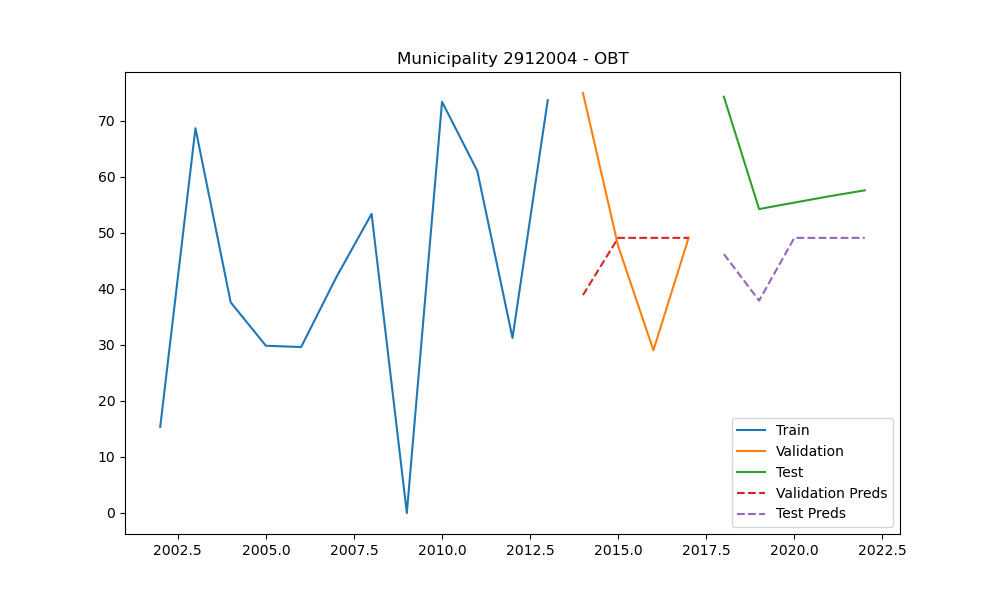 Municipality 2912004 - OBT
70
60
50
40
30
20
10
0
2002.5 2005.0 2007.5 2010.0 2012.5 2015.0 2017.5 2020.0 2022.5
Train
Validation
Test
Validation Preds
Test Preds